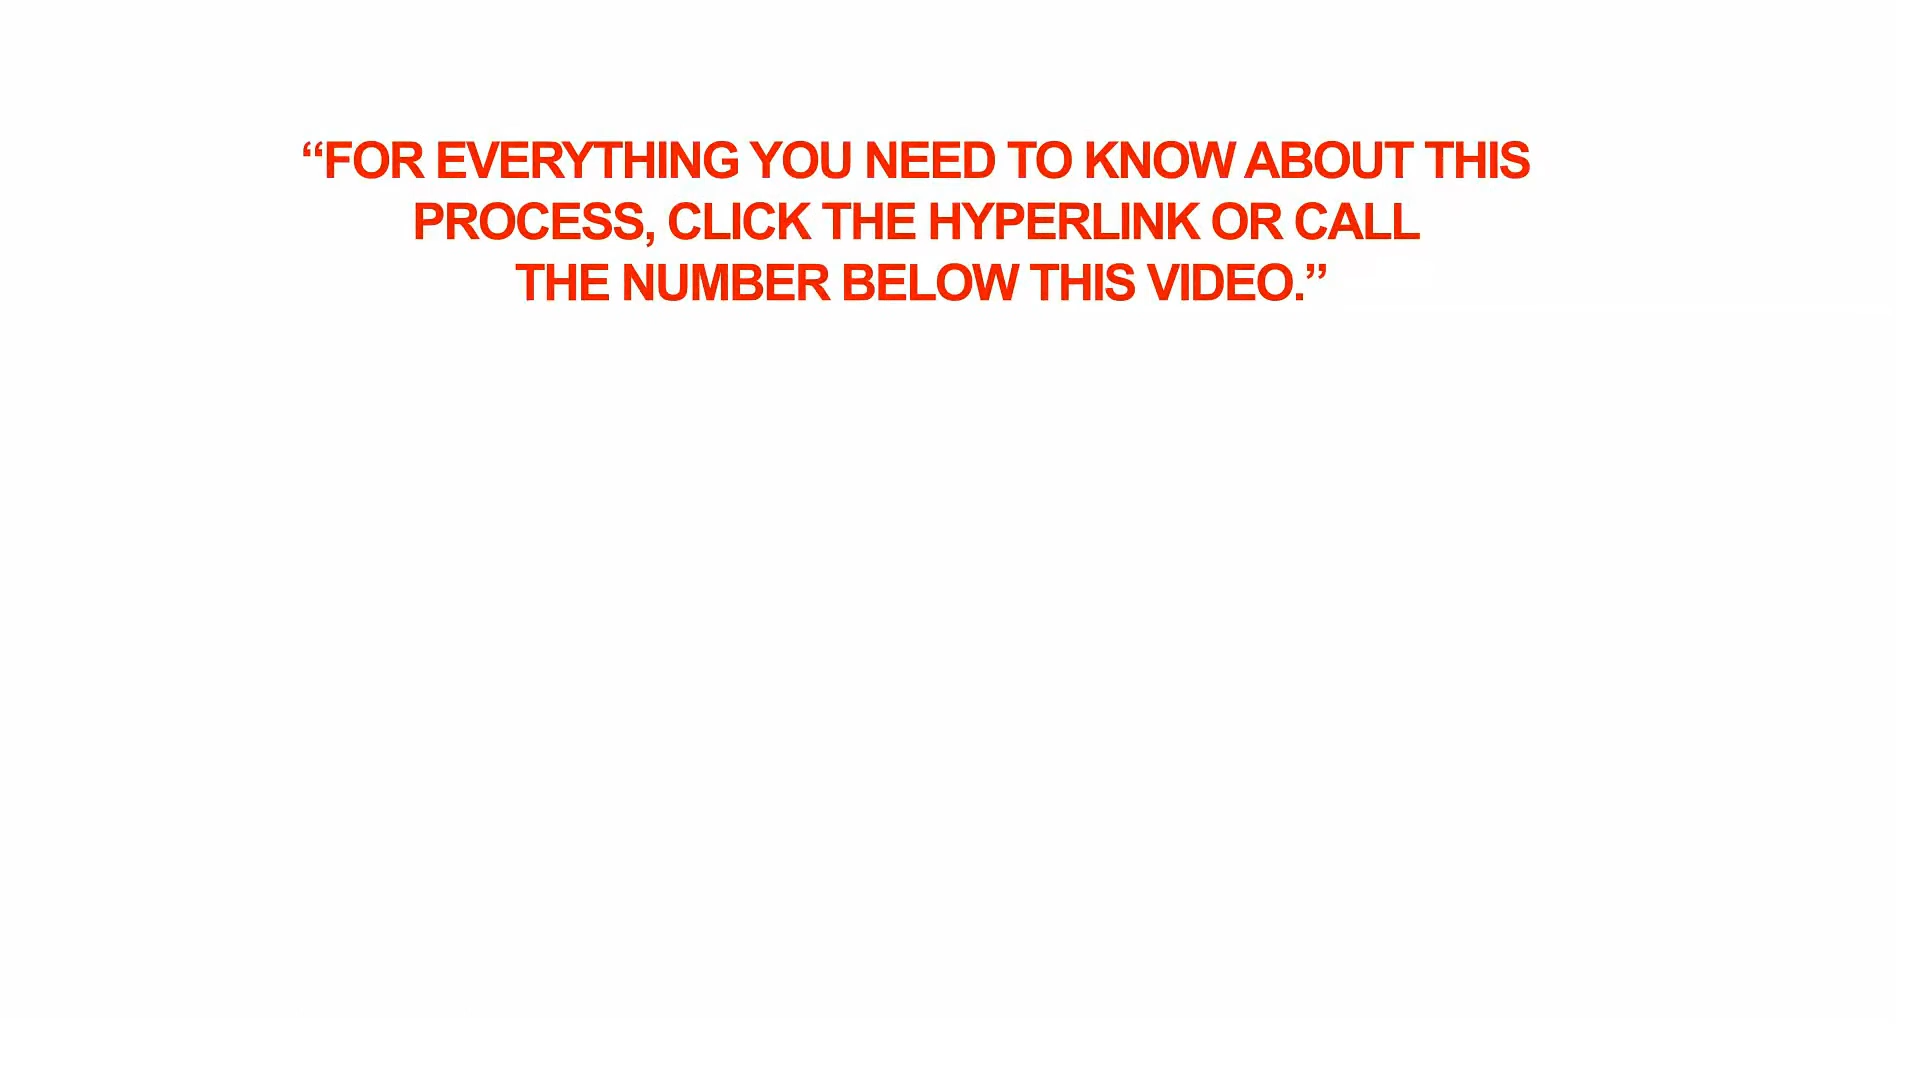 “FOR EVERYTHING YOU NEED TO KNOW ABOUT THIS
PROCESS, CLICK THE HYPERLINK OR CALL
THE NUMBER BELOW THIS VIDEO.”